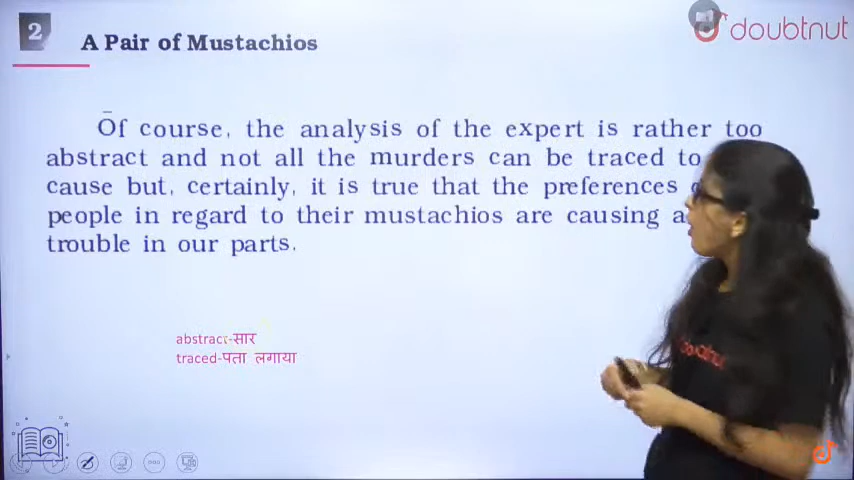 2
A Pair of Mustachios
doubtnut
Of course, the analysis of the expert is rather too
abstract and not all the murders can be traced to
cause but, certainly, it is true that the preferences
people in regard to their mustachios are causing a
trouble in our parts.
abstract-सार
traced-पता लगाया
doubtnut